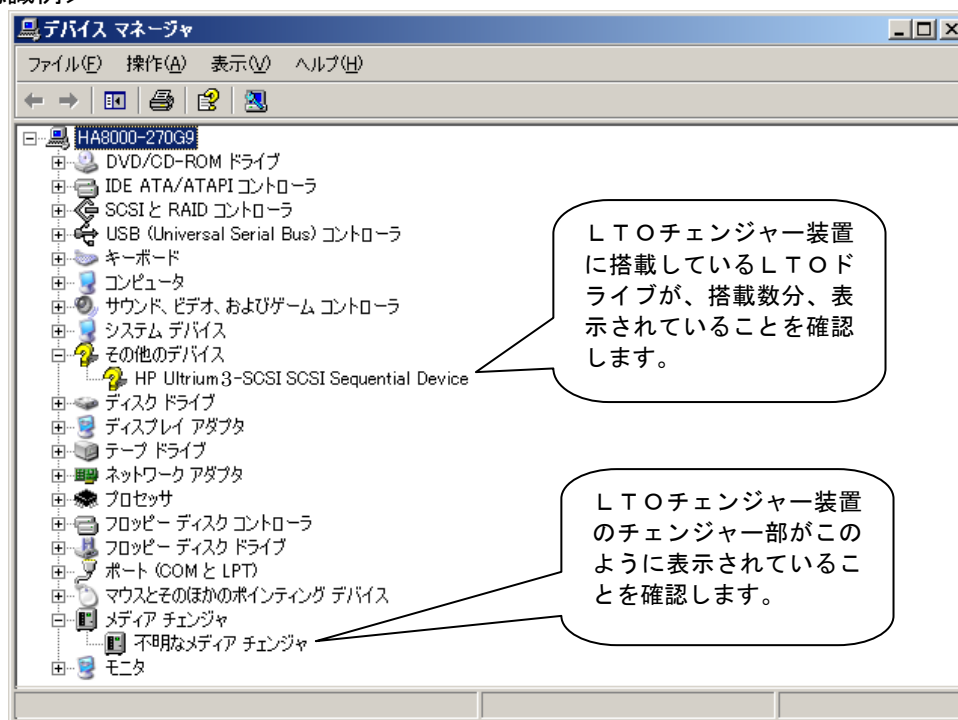 デバイス マネージャ
ファイル(F) 操作(A) 表示(V) ヘルプ(H)
HA8000-270G9
DVD/CD-ROM ドライブ
IDE ATA/ATAPI コントローラ
SCSI と RAID コントローラ
USB (Universal Serial Bus) コントローラ
キーボード
コンピュータ
サウンド、ビデオ、およびゲーム コントローラ
システム デバイス
その他のデバイス
HP Ultrium3-SCSI SCSI Sequential Device
ディスク ドライブ
ディスプレイ アダプタ
テープ ドライブ
ネットワーク アダプタ
プロセッサ
フロッピー ディスク コントローラ
フロッピー ディスク ドライブ
ポート (COM と LPT)
マウスとそのほかのポインティング デバイス
メディア チェンジャ
不明なメディア チェンジャ
モニタ
ＬＴＯチェンジャー装置
に搭載しているＬＴＯド
ライブが、搭載数分、表
示されていることを確認
します。
ＬＴＯチェンジャー装置
のチェンジャー部がこの
ように表示されているこ
とを確認します。